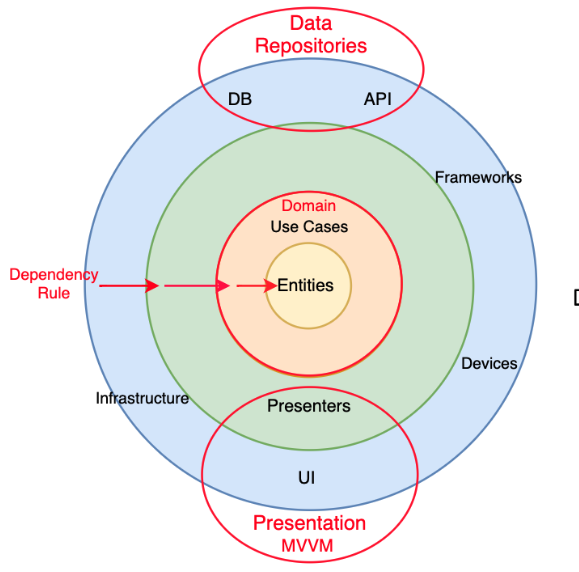 Data
Repositories
DB
API
Frameworks
Domain
Use Cases
Dependency
Rule
Entities
Devices
Infrastructure
Presenters
UI
Presentation
MVVM